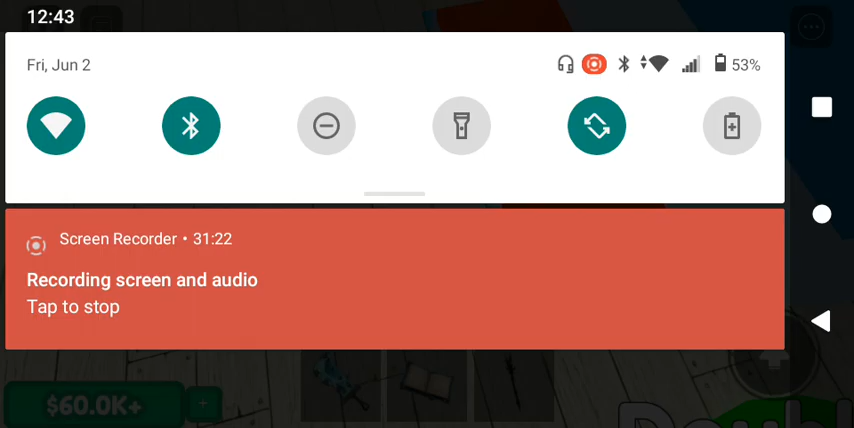 12:43
Fri, Jun 2
53%
Screen Recorder • 31:22
Recording screen and audio
Tap to stop
$60.0K+
+